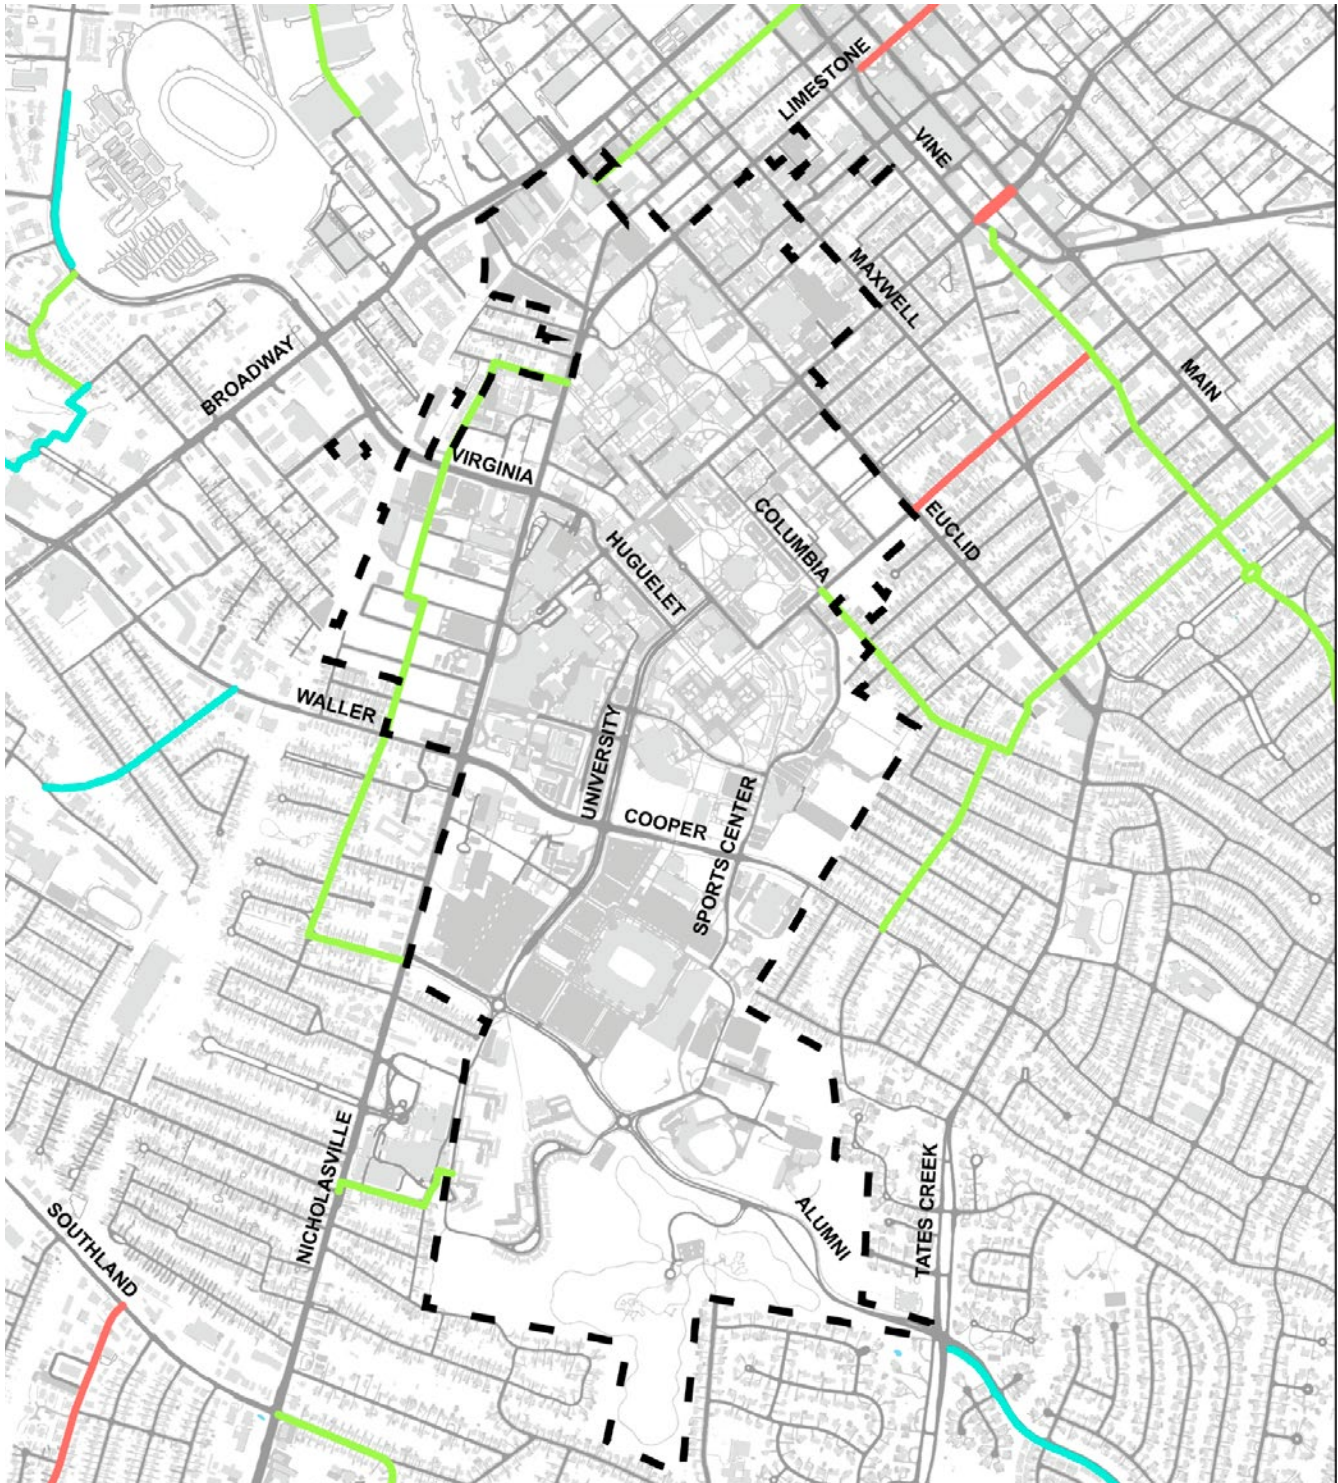 LIMESTONE
VINE
MAXWELL
BROADWAY
MAIN
VIRGINIA
COLUMBIA
EUCLID
HUGUELET
WALLER
UNIVERSITY
COOPER
SPORTS CENTER
NICHOLASVILLE
TATES CREEK
ALUMNI
SOUTHLAND